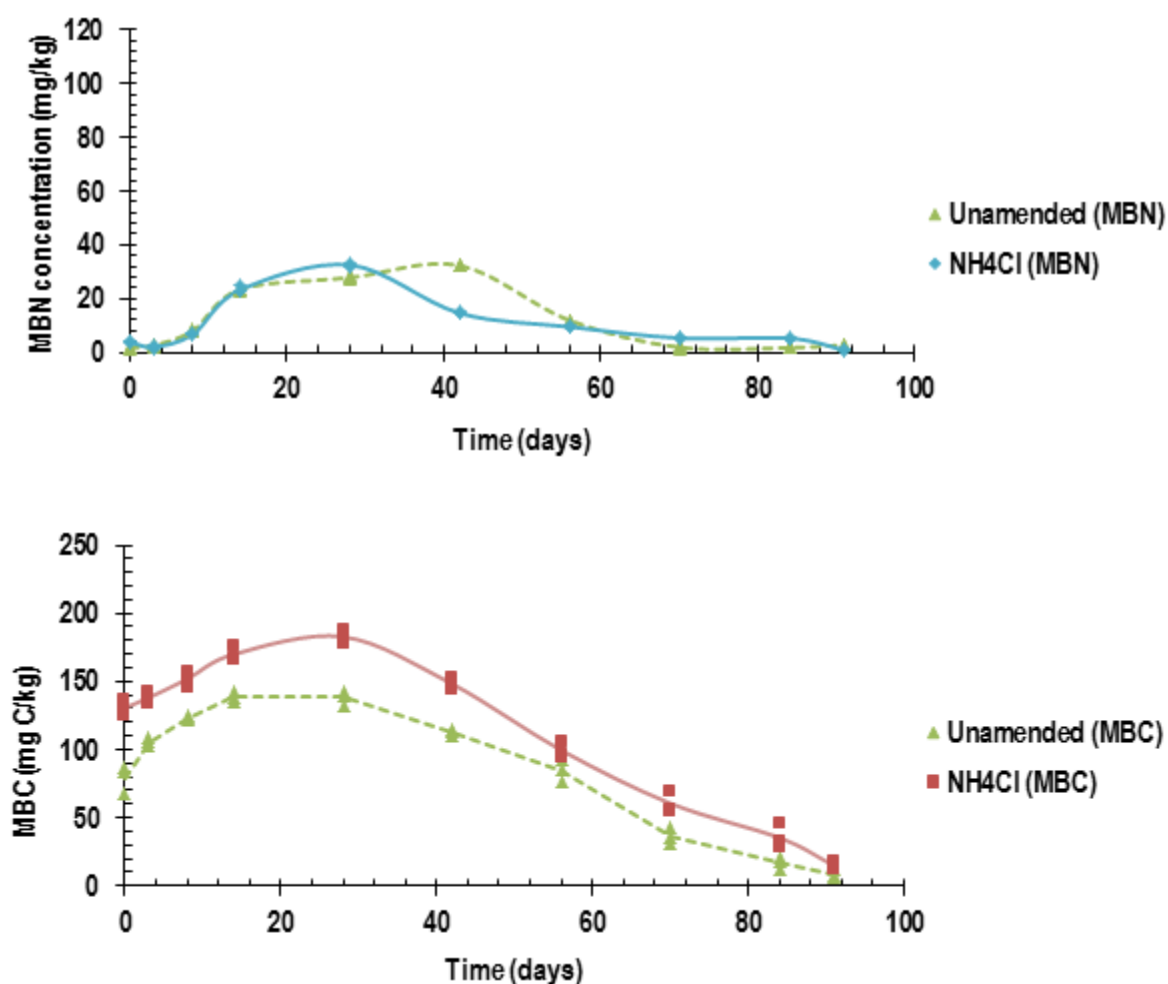 MBN concentration (mg/kg)
120
100
80
60
40
20
0
0 20 40 60 80 100
Time (days)
Unamended (MBN)
NH4Cl (MBN)
MBC (mg C/kg)
250
200
150
100
50
0
0 20 40 60 80 100
Time (days)
Unamended (MBC)
NH4Cl (MBC)